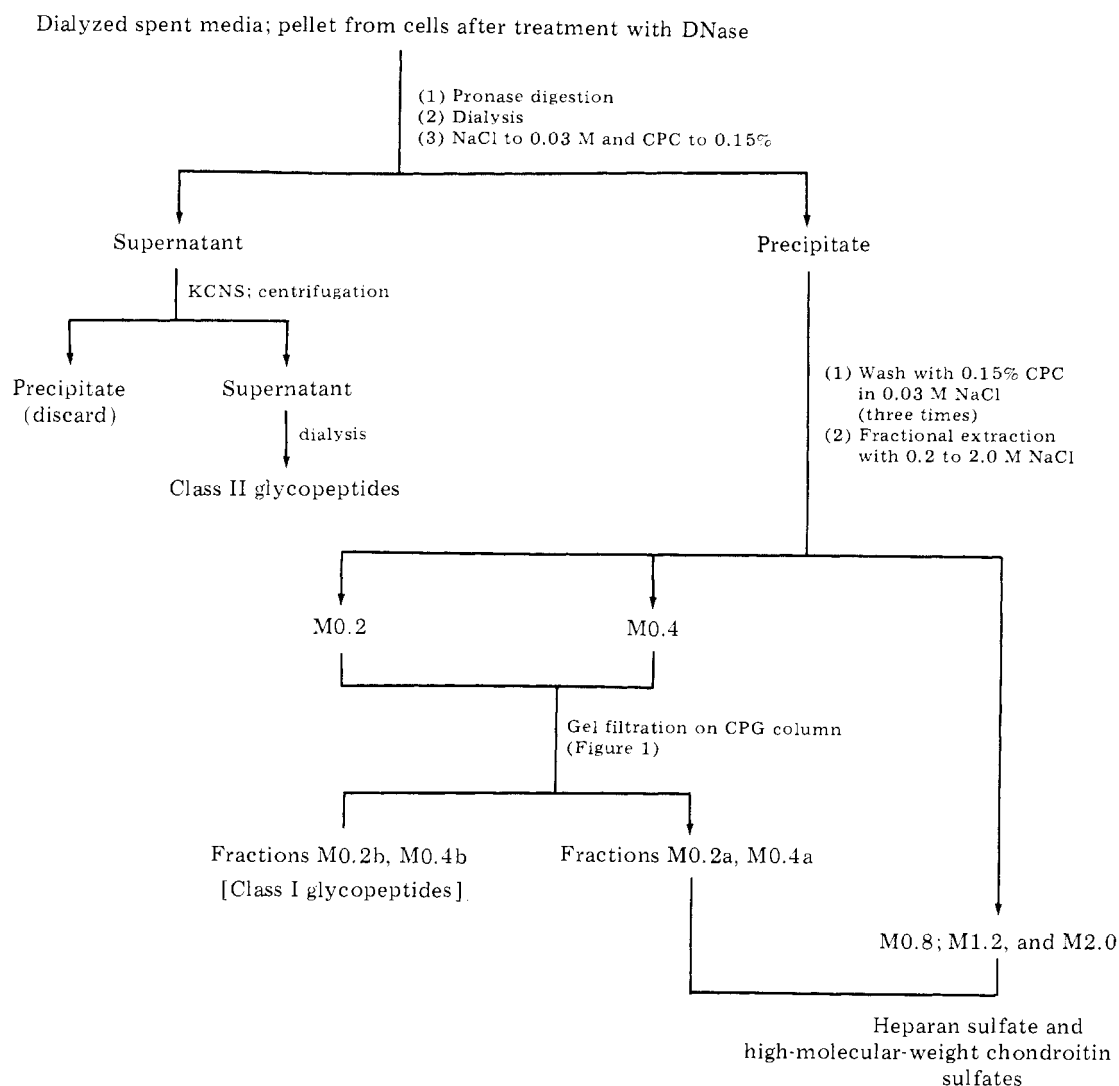 Dialyzed spent media; pellet from cells after treatment with DNase
(1) Pronase digestion
(2) Dialysis
(3) NaCl to 0.03 M and CPC to 0.15%
Supernatant
Precipitate
KCNS; centrifugation
Precipitate
(discard)
Supernatant
dialysis
Class II glycopeptides
(1) Wash with 0.15% CPC
in 0.03 M NaCl
(three times)
(2) Fractional extraction
with 0.2 to 2.0 M NaCl
M0.2
M0.4
Gel filtration on CPG column
(Figure 1)
Fractions M0.2b, M0.4b
[Class I glycopeptides]
Fractions M0.2a, M0.4a
M0.8; M1.2, and M2.0
Heparan sulfate and
high-molecular-weight chondroitin
sulfates